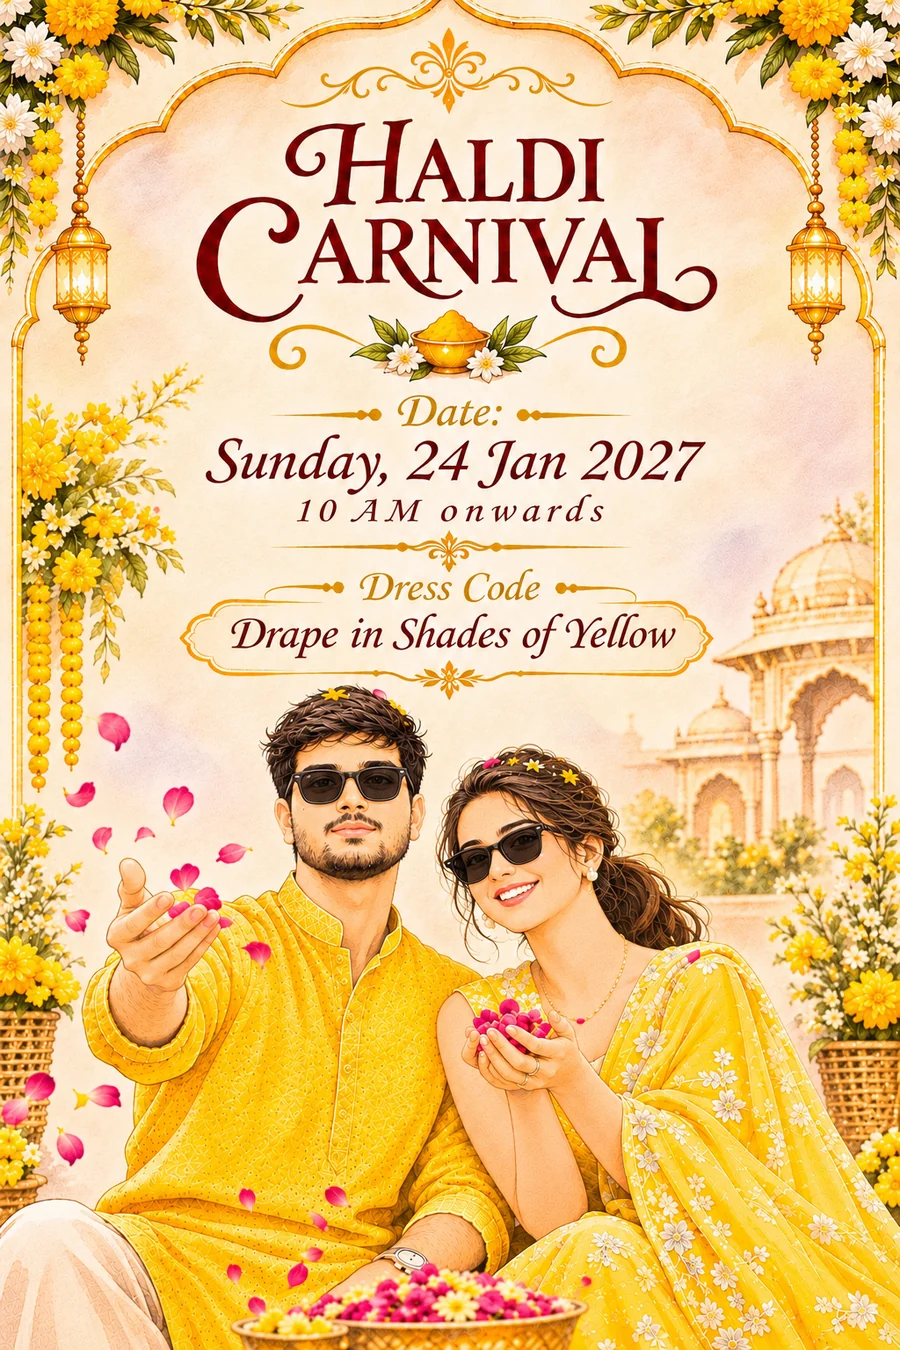 HALDI
CARNIVAL
Date:
Sunday, 24 Jan 2027
10 AM onwards
Dress Code
Drape in Shades of Yellow